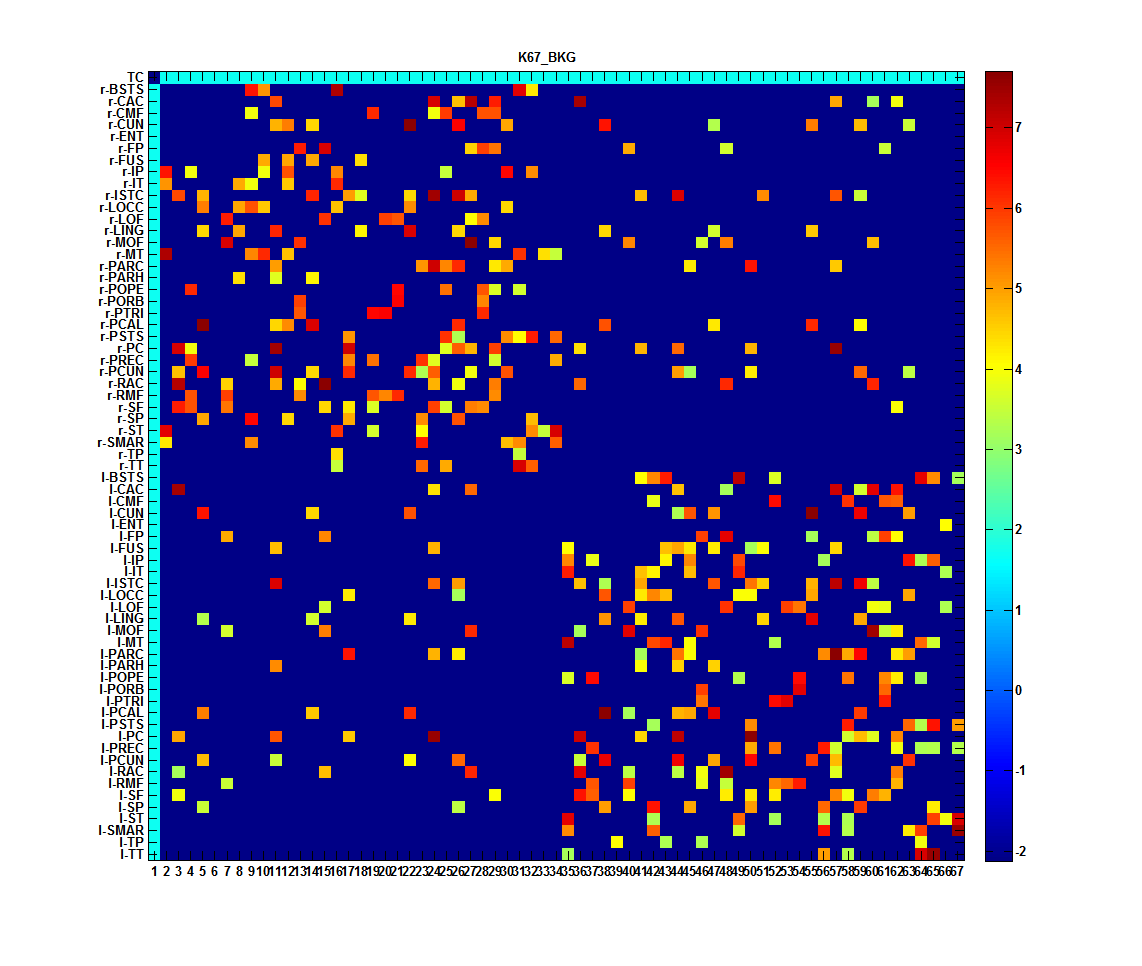 K67_BKG
TC
r-BSTS
r-CAC
r-CMF
r-CUN
r-ENT
r-FP
r-FUS
r-IP
r-IT
r-ISTC
r-LOCC
r-LOF
r-LING
r-MOF
r-MT
r-PARC
r-PARH
r-POPE
r-PORB
r-PTRI
r-PCAL
r-PSTS
r-PC
r-PREC
r-PCUN
r-RAC
r-RMF
r-SF
r-SP
r-ST
r-SMAR
r-TP
r-TT
l-BSTS
l-CAC
l-CMF
l-CUN
l-ENT
l-FP
l-FUS
l-IP
l-IT
l-ISTC
l-LOCC
l-LOF
l-LING
l-MOF
l-MT
l-PARC
l-PARH
l-POPE
l-PORB
l-PTRI
l-PCAL
l-PSTS
l-PC
l-PREC
l-PCUN
l-RAC
l-RMF
l-SF
l-SP
l-ST
l-SMAR
l-TP
l-TT
1 2 3 4 5 6 7 8 9 10 11 12 13 14 15 16 17 18 19 20 21 22 23 24 25 26 27 28 29 30 31 32 33 34 35 36 37 38 39 40 41 42 43 44 45 46 47 48 49 50 51 52 53 54 55 56 57 58 59 60 61 62 63 64 65 66 67
7
6
5
4
3
2
1
0
-1
-2